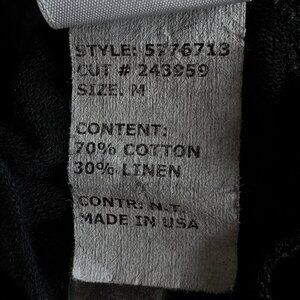 STYLE: 5776713
CUT # 243959
SIZE: M
CONTENT:
70% COTTON
30% LINEN
CONTR: N.T
MADE IN USA